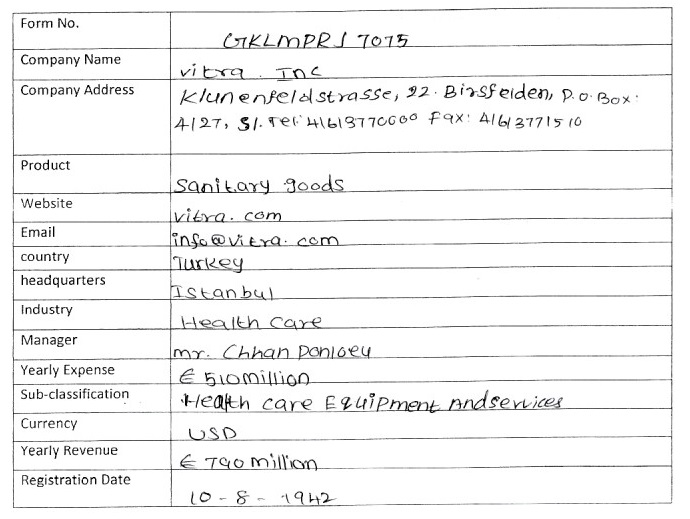 Form No.
GKLMPRS 7075
Company Name
vitra . Inc
Company Address
Klunenfeldstrasse, 22. Birsfelden, P.O. Box.
4127, Sl. Tel: 41613770000 Fax: 41613771510
Product
Sanitary goods
Website
vitra. com
Email
info@vitra. com
country
Turkey
headquarters
Istanbul
Industry
Health care
Manager
mr. Chhan
Yearly Expense
€ 510million
Sub-classification
Health care Equipment Andservices
Currency
USD
Yearly Revenue
€ 790 million
Registration Date
10 - 8 - 1942